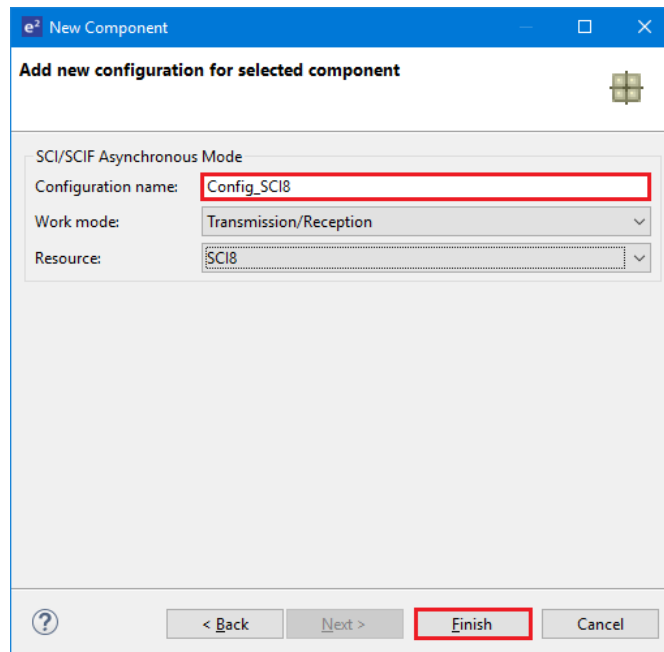 e² New Component
Add new configuration for selected component
SCI/SCIF Asynchronous Mode
Configuration name: Config_SCI8
Work mode: Transmission/Reception
Resource: SCI8
? < Back Next > Finish Cancel